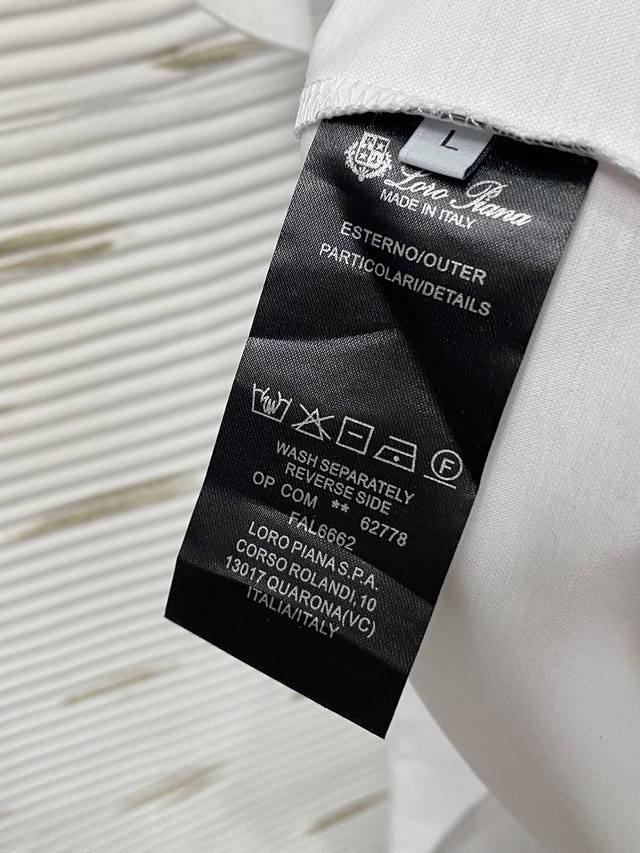 L
Loro Piana
MADE IN ITALY
ESTERNO/OUTER
PARTICOLARI/DETAILS
F
WASH SEPARATELY
REVERSE SIDE
OP COM ** 62778
FAL6662
LORO PIANA S.P.A.
CORSO ROLANDI,10
13017 QUARONA(VC)
ITALIA/ITALY